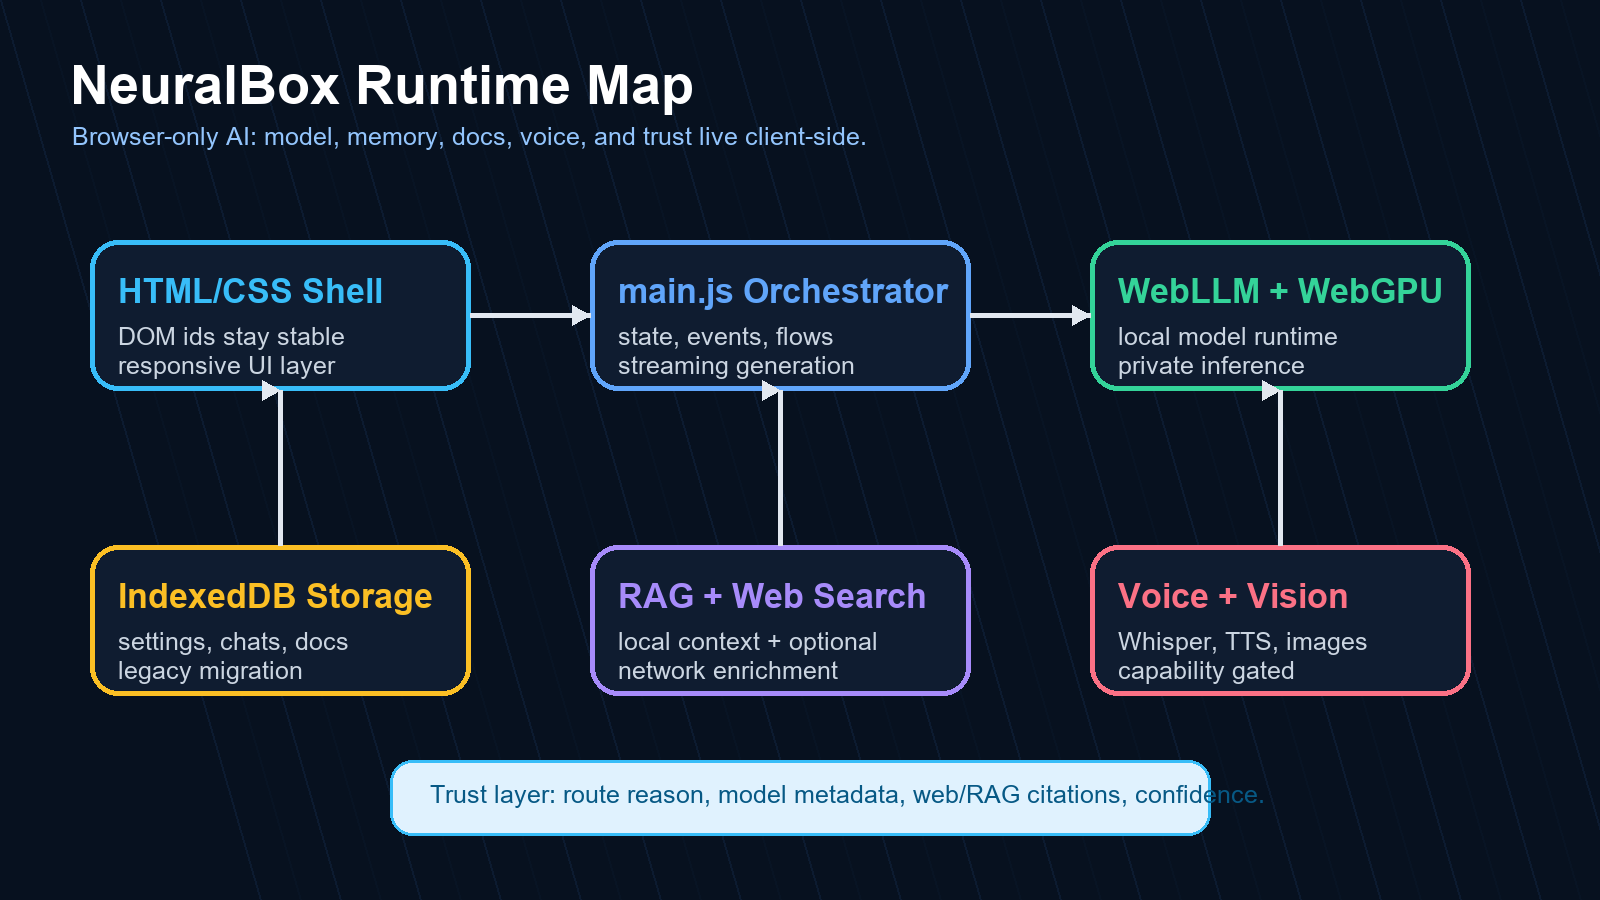 NeuralBox Runtime Map
Browser-only AI: model, memory, docs, voice, and trust live client-side.
HTML/CSS Shell
DOM ids stay stable
responsive UI layer
main.js Orchestrator
state, events, flows
streaming generation
WebLLM + WebGPU
local model runtime
private inference
IndexedDB Storage
settings, chats, docs
legacy migration
RAG + Web Search
local context + optional
network enrichment
Voice + Vision
Whisper, TTS, images
capability gated
Trust layer: route reason, model metadata, web/RAG citations, confidence.